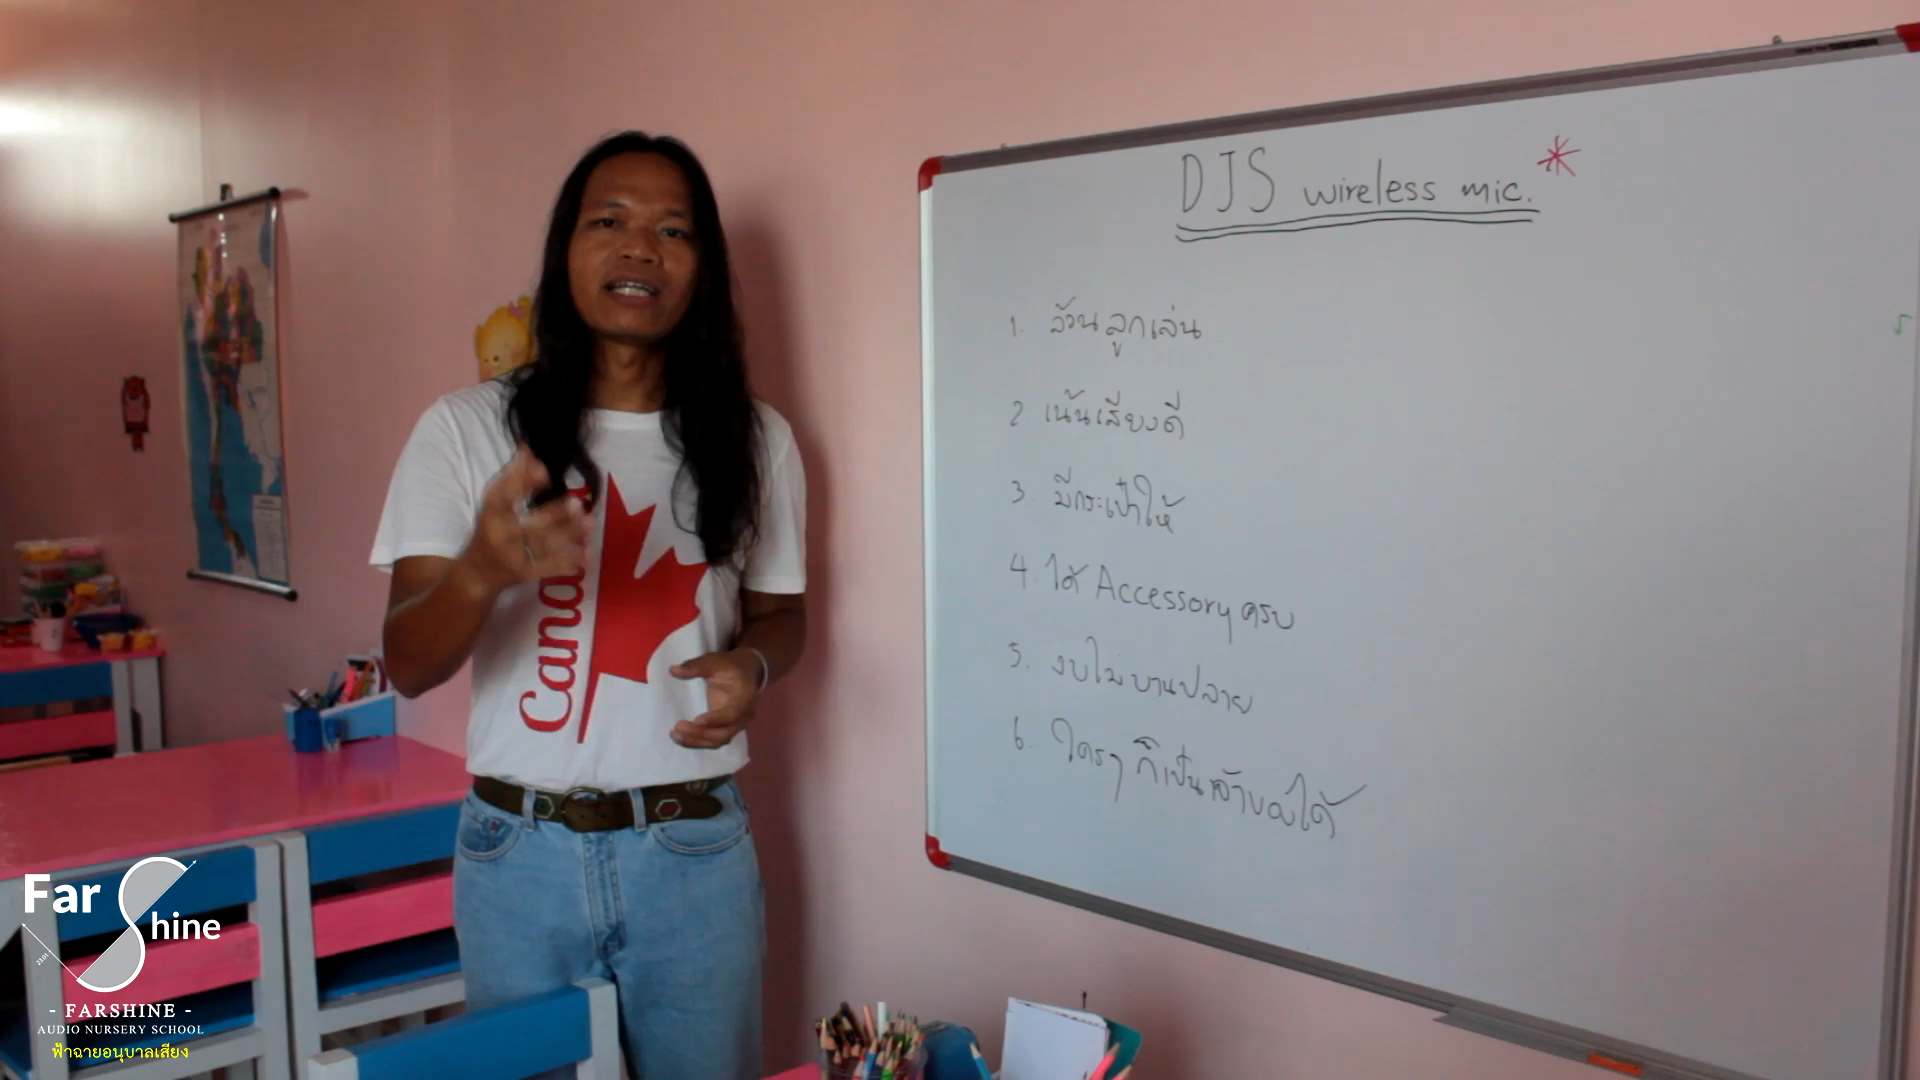 DJS wireless mic.*
1. ล้วนลูกเล่น
2 เน้นเสียงดี
3 มีกระเป๋าให้
4 ได้ Accessory ครบ
5. งบไม่บานปลาย
6. ใครๆ ก็เป็นเจ้าของได้
Canada
Far Shine
- FARSHINE -
AUDIO NURSERY SCHOOL
ฟ้าฉายอนุบาลเสียง